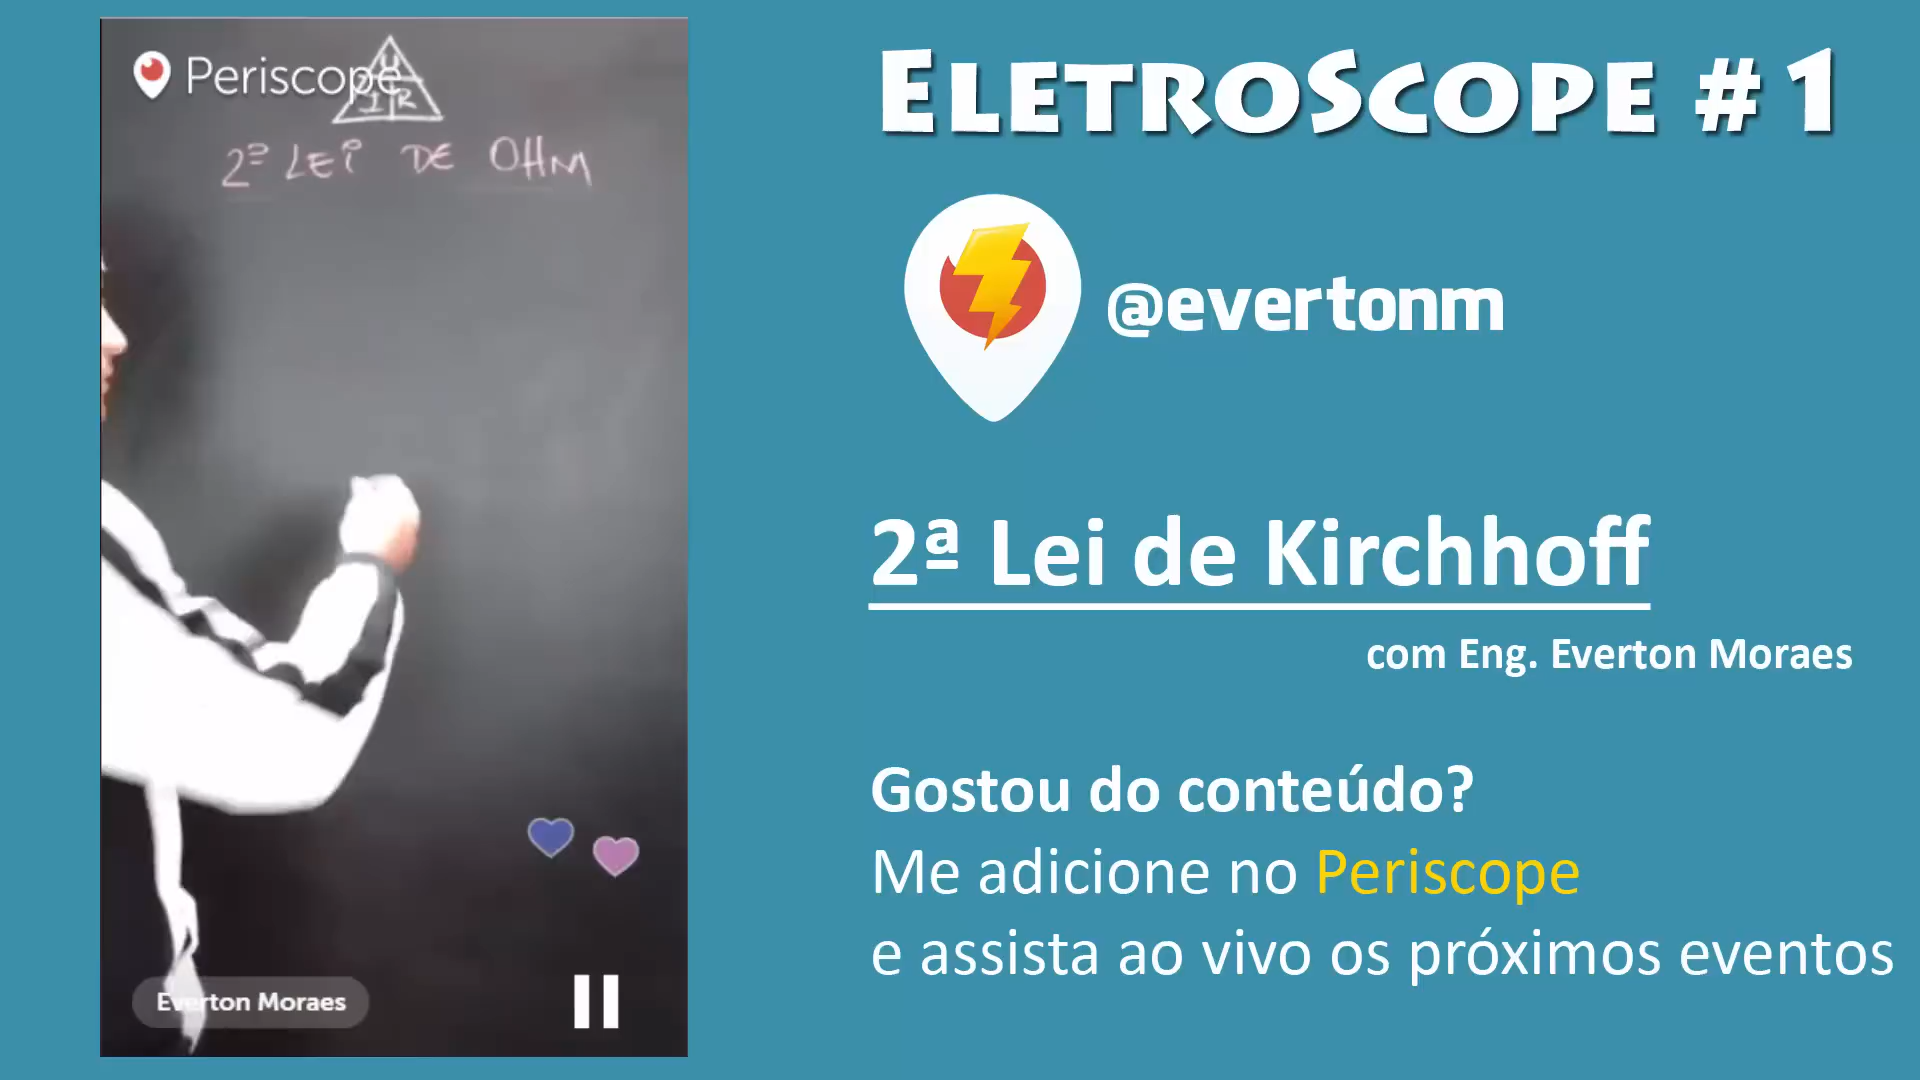 Periscope
U
I R
2ª LEI DE OHM
Everton Moraes
ELETROSCOPE #1
@evertonm
2ª Lei de Kirchhoff
com Eng. Everton Moraes
Gostou do conteúdo?
Me adicione no Periscope
e assista ao vivo os próximos eventos